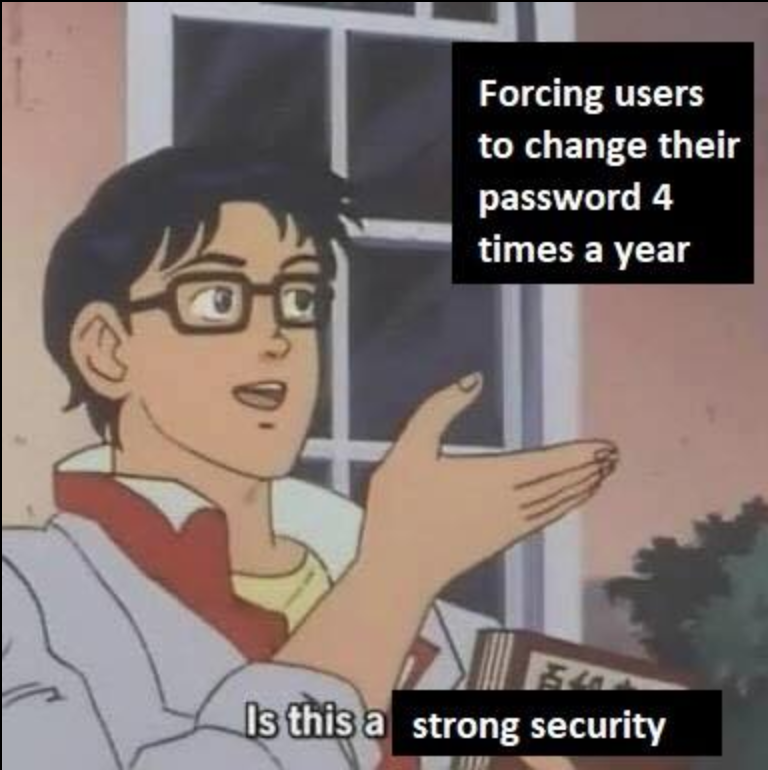 Forcing users
to change their
password 4
times a year
Is this a strong security